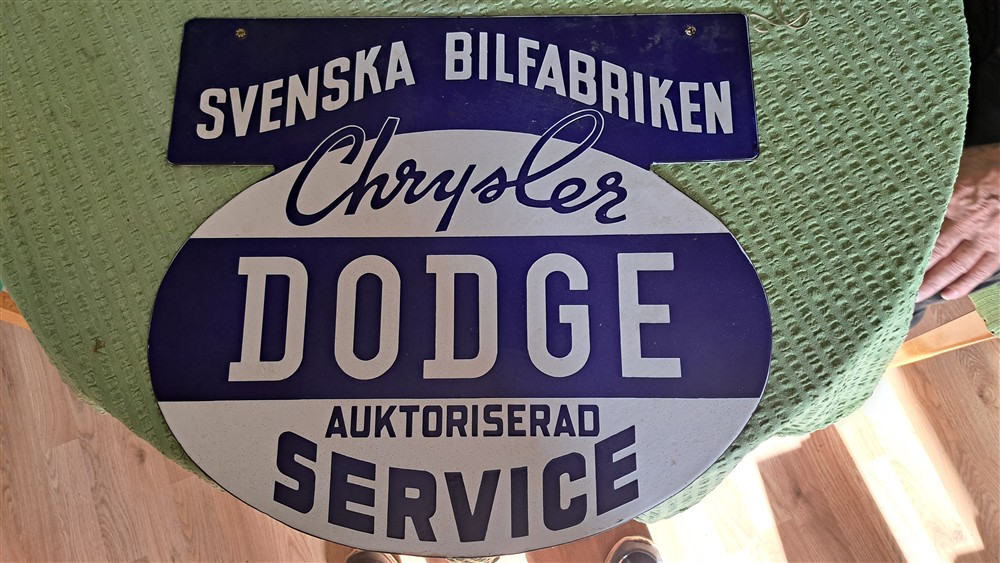 SVENSKA BILFABRIKEN
Chrysler
DODGE
AUKTORISERAD
SERVICE